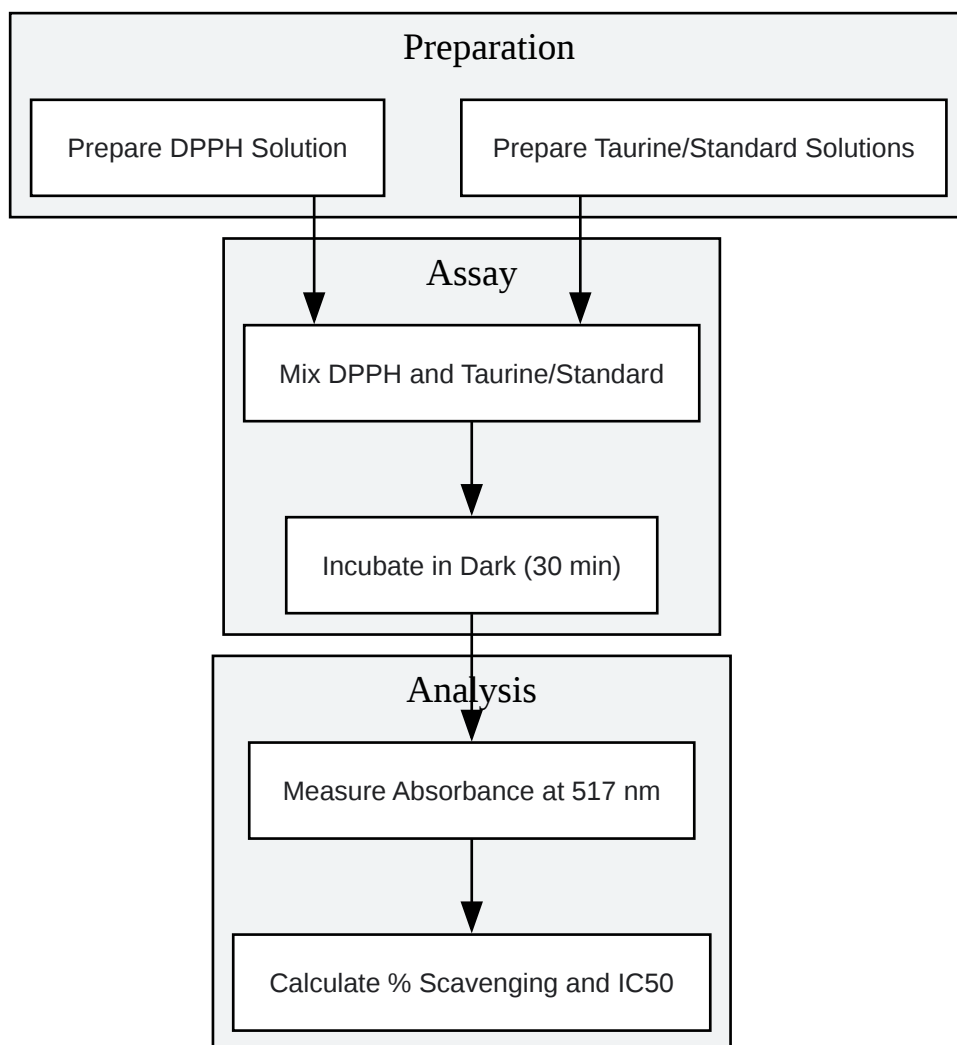 Preparation
Prepare DPPH Solution
Prepare Taurine/Standard Solutions
Assay
Mix DPPH and Taurine/Standard
Incubate in Dark (30 min)
Analysis
Measure Absorbance at 517 nm
Calculate % Scavenging and IC50